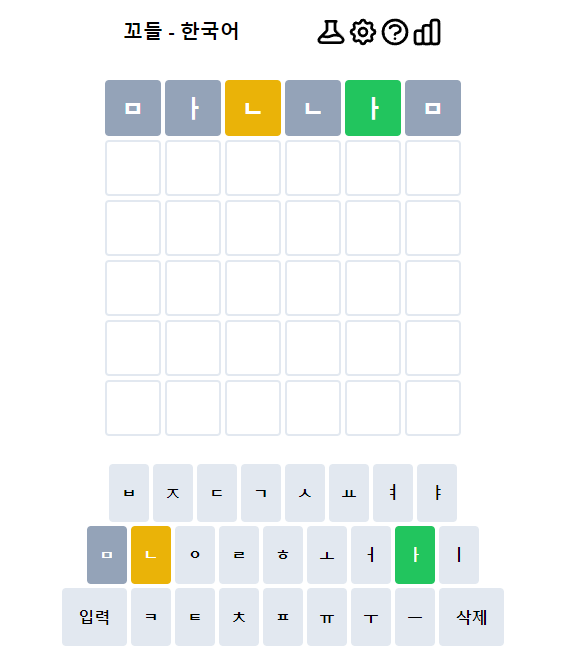 꼬들 - 한국어
ㅁ ㅏ ㄴ ㄴ ㅏ ㅁ
ㅂ ㅈ ㄷ ㄱ ㅅ ㅛ ㅕ ㅑ
ㅁ ㄴ ㅇ ㄹ ㅎ ㅗ ㅓ ㅏ ㅣ
입력 ㅋ ㅌ ㅊ ㅍ ㅠ ㅜ ㅡ 삭제